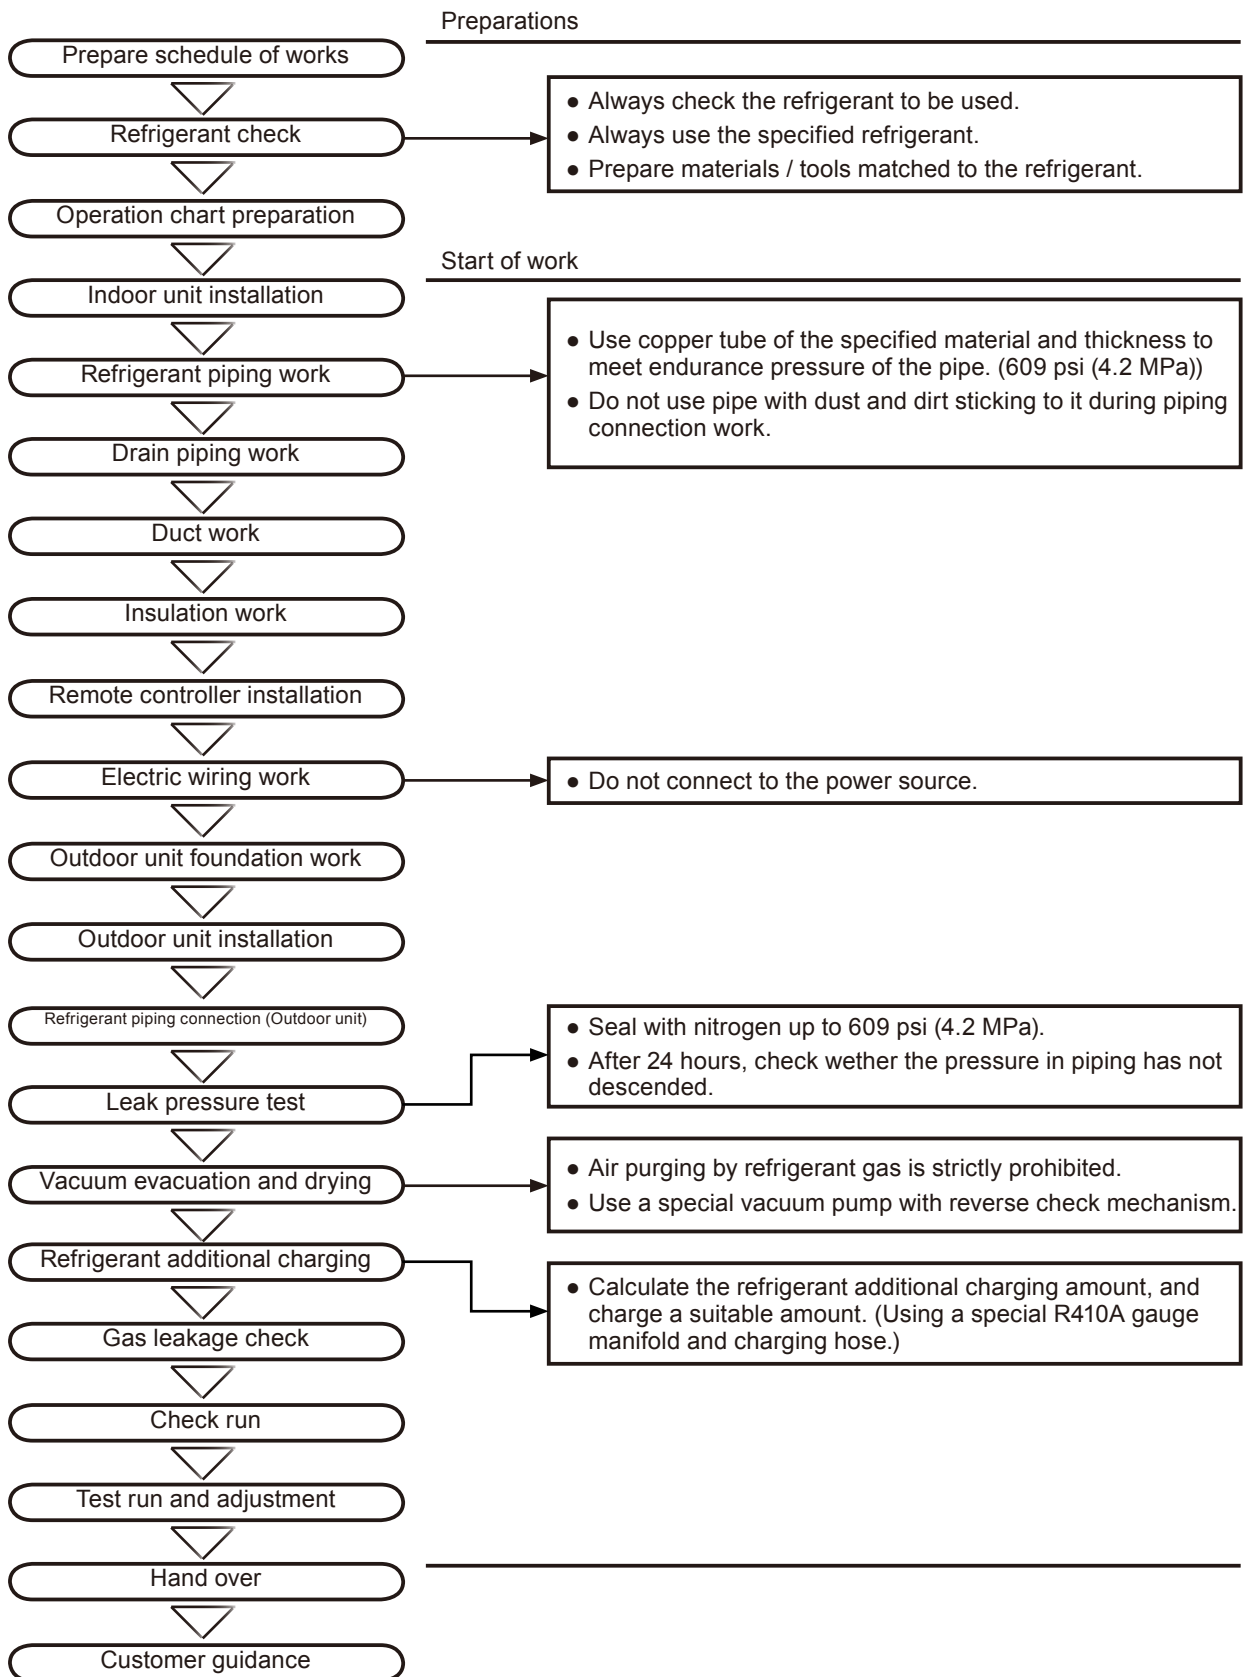 Preparations
Prepare schedule of works
Refrigerant check
● Always check the refrigerant to be used.
● Always use the specified refrigerant.
● Prepare materials / tools matched to the refrigerant.
Operation chart preparation
Start of work
Indoor unit installation
Refrigerant piping work
● Use copper tube of the specified material and thickness to
meet endurance pressure of the pipe. (609 psi (4.2 MPa))
● Do not use pipe with dust and dirt sticking to it during piping
connection work.
Drain piping work
Duct work
Insulation work
Remote controller installation
Electric wiring work
● Do not connect to the power source.
Outdoor unit foundation work
Outdoor unit installation
Refrigerant piping connection (Outdoor unit)
Leak pressure test
● Seal with nitrogen up to 609 psi (4.2 MPa).
● After 24 hours, check wether the pressure in piping has not
descended.
Vacuum evacuation and drying
● Air purging by refrigerant gas is strictly prohibited.
● Use a special vacuum pump with reverse check mechanism.
Refrigerant additional charging
● Calculate the refrigerant additional charging amount, and
charge a suitable amount. (Using a special R410A gauge
manifold and charging hose.)
Gas leakage check
Check run
Test run and adjustment
Hand over
Customer guidance